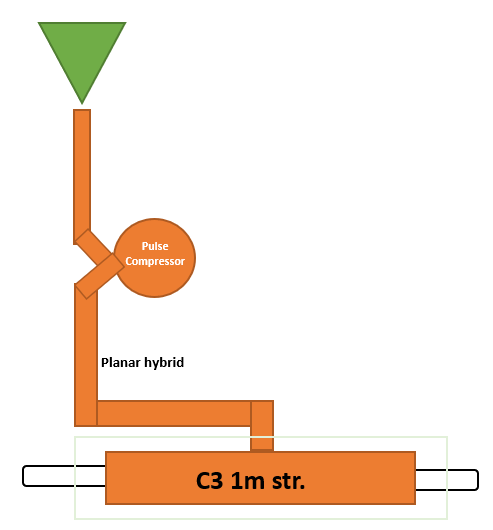 Pulse
Compressor
Planar hybrid
C3 1m str.